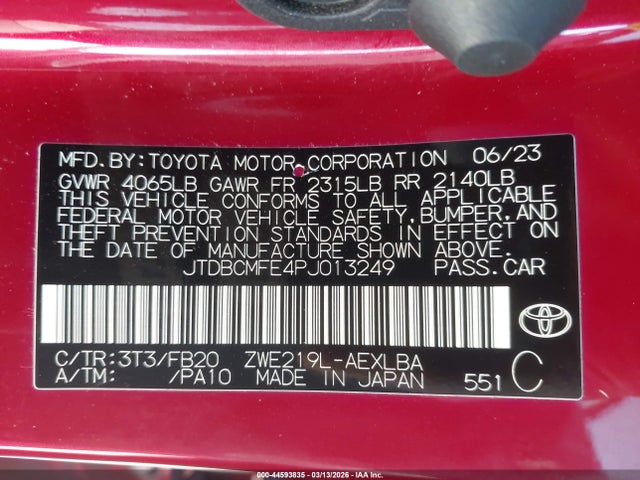 MFD.BY:TOYOTA MOTOR CORPORATION 06/23
GVWR 4065LB GAWR FR 2315LB RR 2140LB
THIS VEHICLE CONFORMS TO ALL APPLICABLE
FEDERAL MOTOR VEHICLE SAFETY,BUMPER,AND
THEFT PREVENTION STANDARDS IN EFFECT ON
THE DATE OF MANUFACTURE SHOWN ABOVE.
JTDBCMFE4PJ013249 PASS.CAR
C/TR:3T3/FB20 ZWE219L-AEXLBA
A/TM: /PA10 MADE IN JAPAN 551 C
TOYOTA
000-44593835 - 03/13/2026 - IAA Inc.